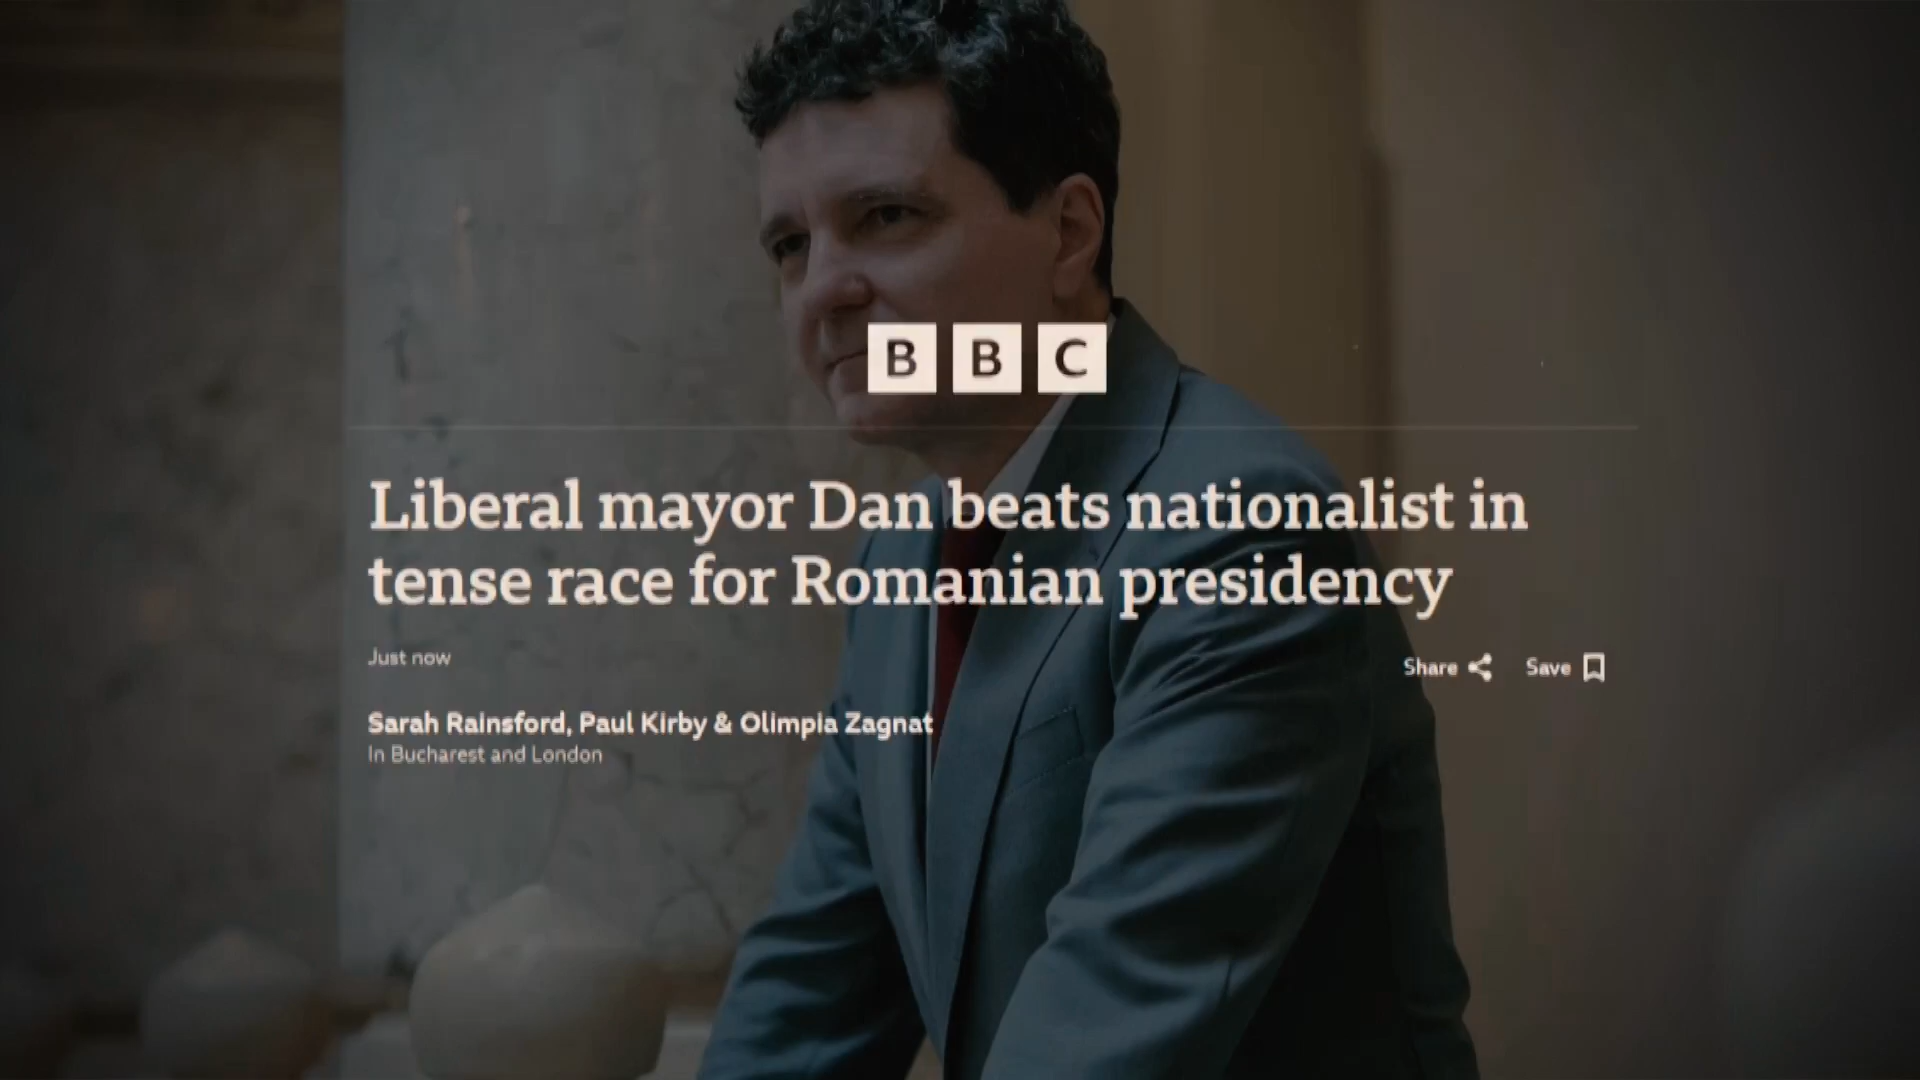 BBC
Liberal mayor Dan beats nationalist in
tense race for Romanian presidency
Just now
Share
Save
Sarah Rainsford, Paul Kirby & Olimpia Zagnat
In Bucharest and London